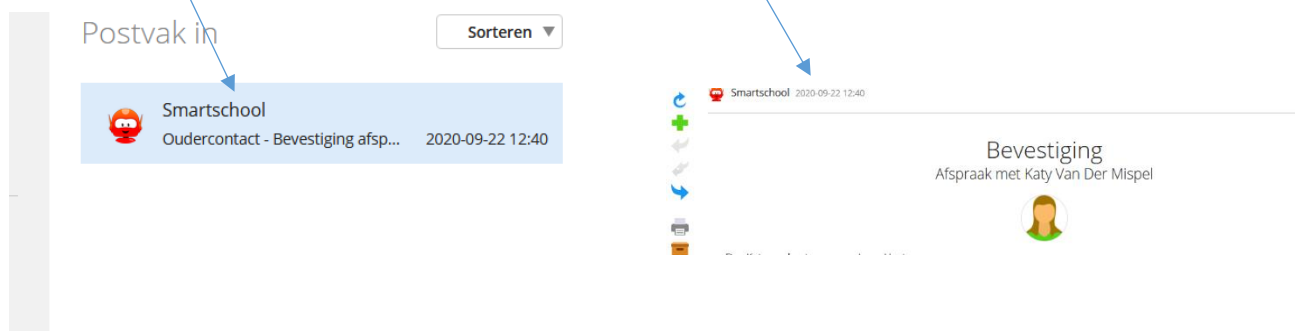 Postvak in
Sorteren
Smartschool
Oudercontact - Bevestiging afsp...
2020-09-22 12:40
Smartschool 2020-09-22 12:40
Bevestiging
Afspraak met Katy Van Der Mispel